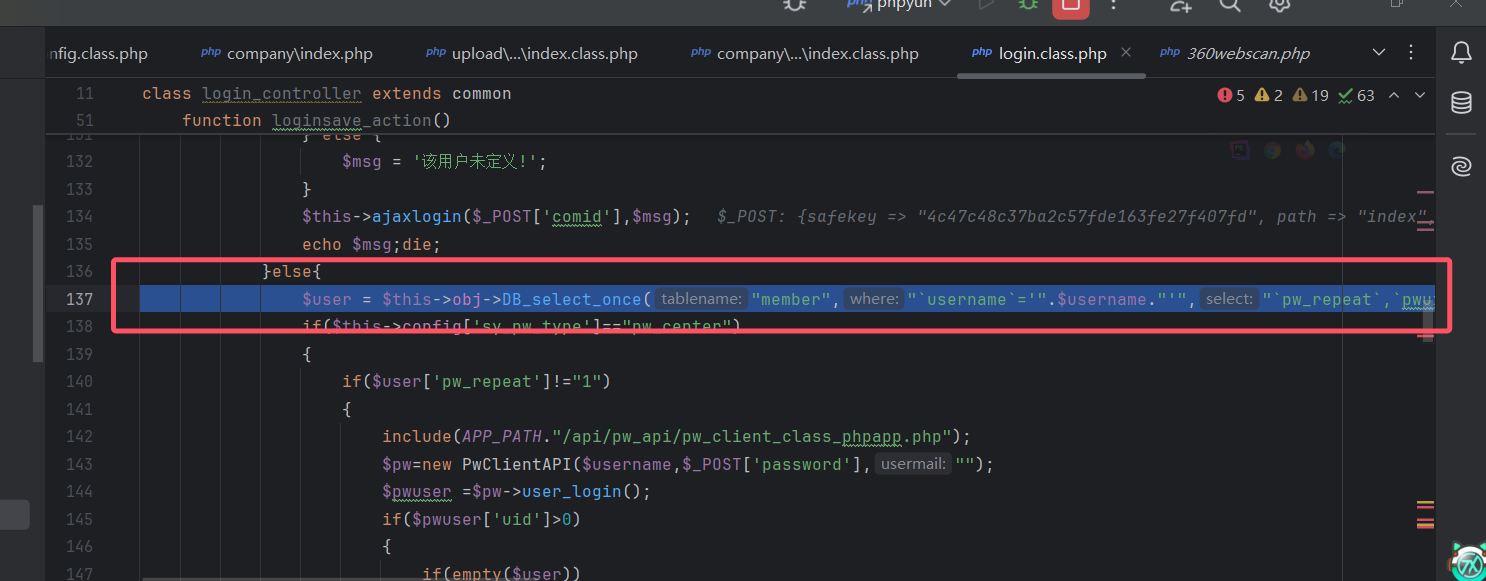 php phpyun
nfig.class.php php company\index.php php upload\...\index.class.php php company\...\index.class.php php login.class.php php 360webscan.php
11 class login_controller extends common 5 2 19 63
51 function loginsave_action()
131 } else {
132 $msg = '该用户未定义!';
133 }
134 $this->ajaxlogin($_POST['comid'],$msg); $_POST: {safekey => "4c47c48c37ba2c57fde163fe27f407fd", path => "index",
135 echo $msg;die;
136 }else{
137 $user = $this->obj->DB_select_once( tablename: "member", where: "`username`='".$username."'", select: "`pw_repeat`,`pwu
138 if($this->config['sy_pw_type']=="pw_center")
139 {
140 if($user['pw_repeat']!="1")
141 {
142 include(APP_PATH."/api/pw_api/pw_client_class_phpapp.php");
143 $pw=new PwClientAPI($username,$_POST['password'], usermail: "");
144 $pwuser =$pw->user_login();
145 if($pwuser['uid']>0)
146 {
147 if(empty($user))